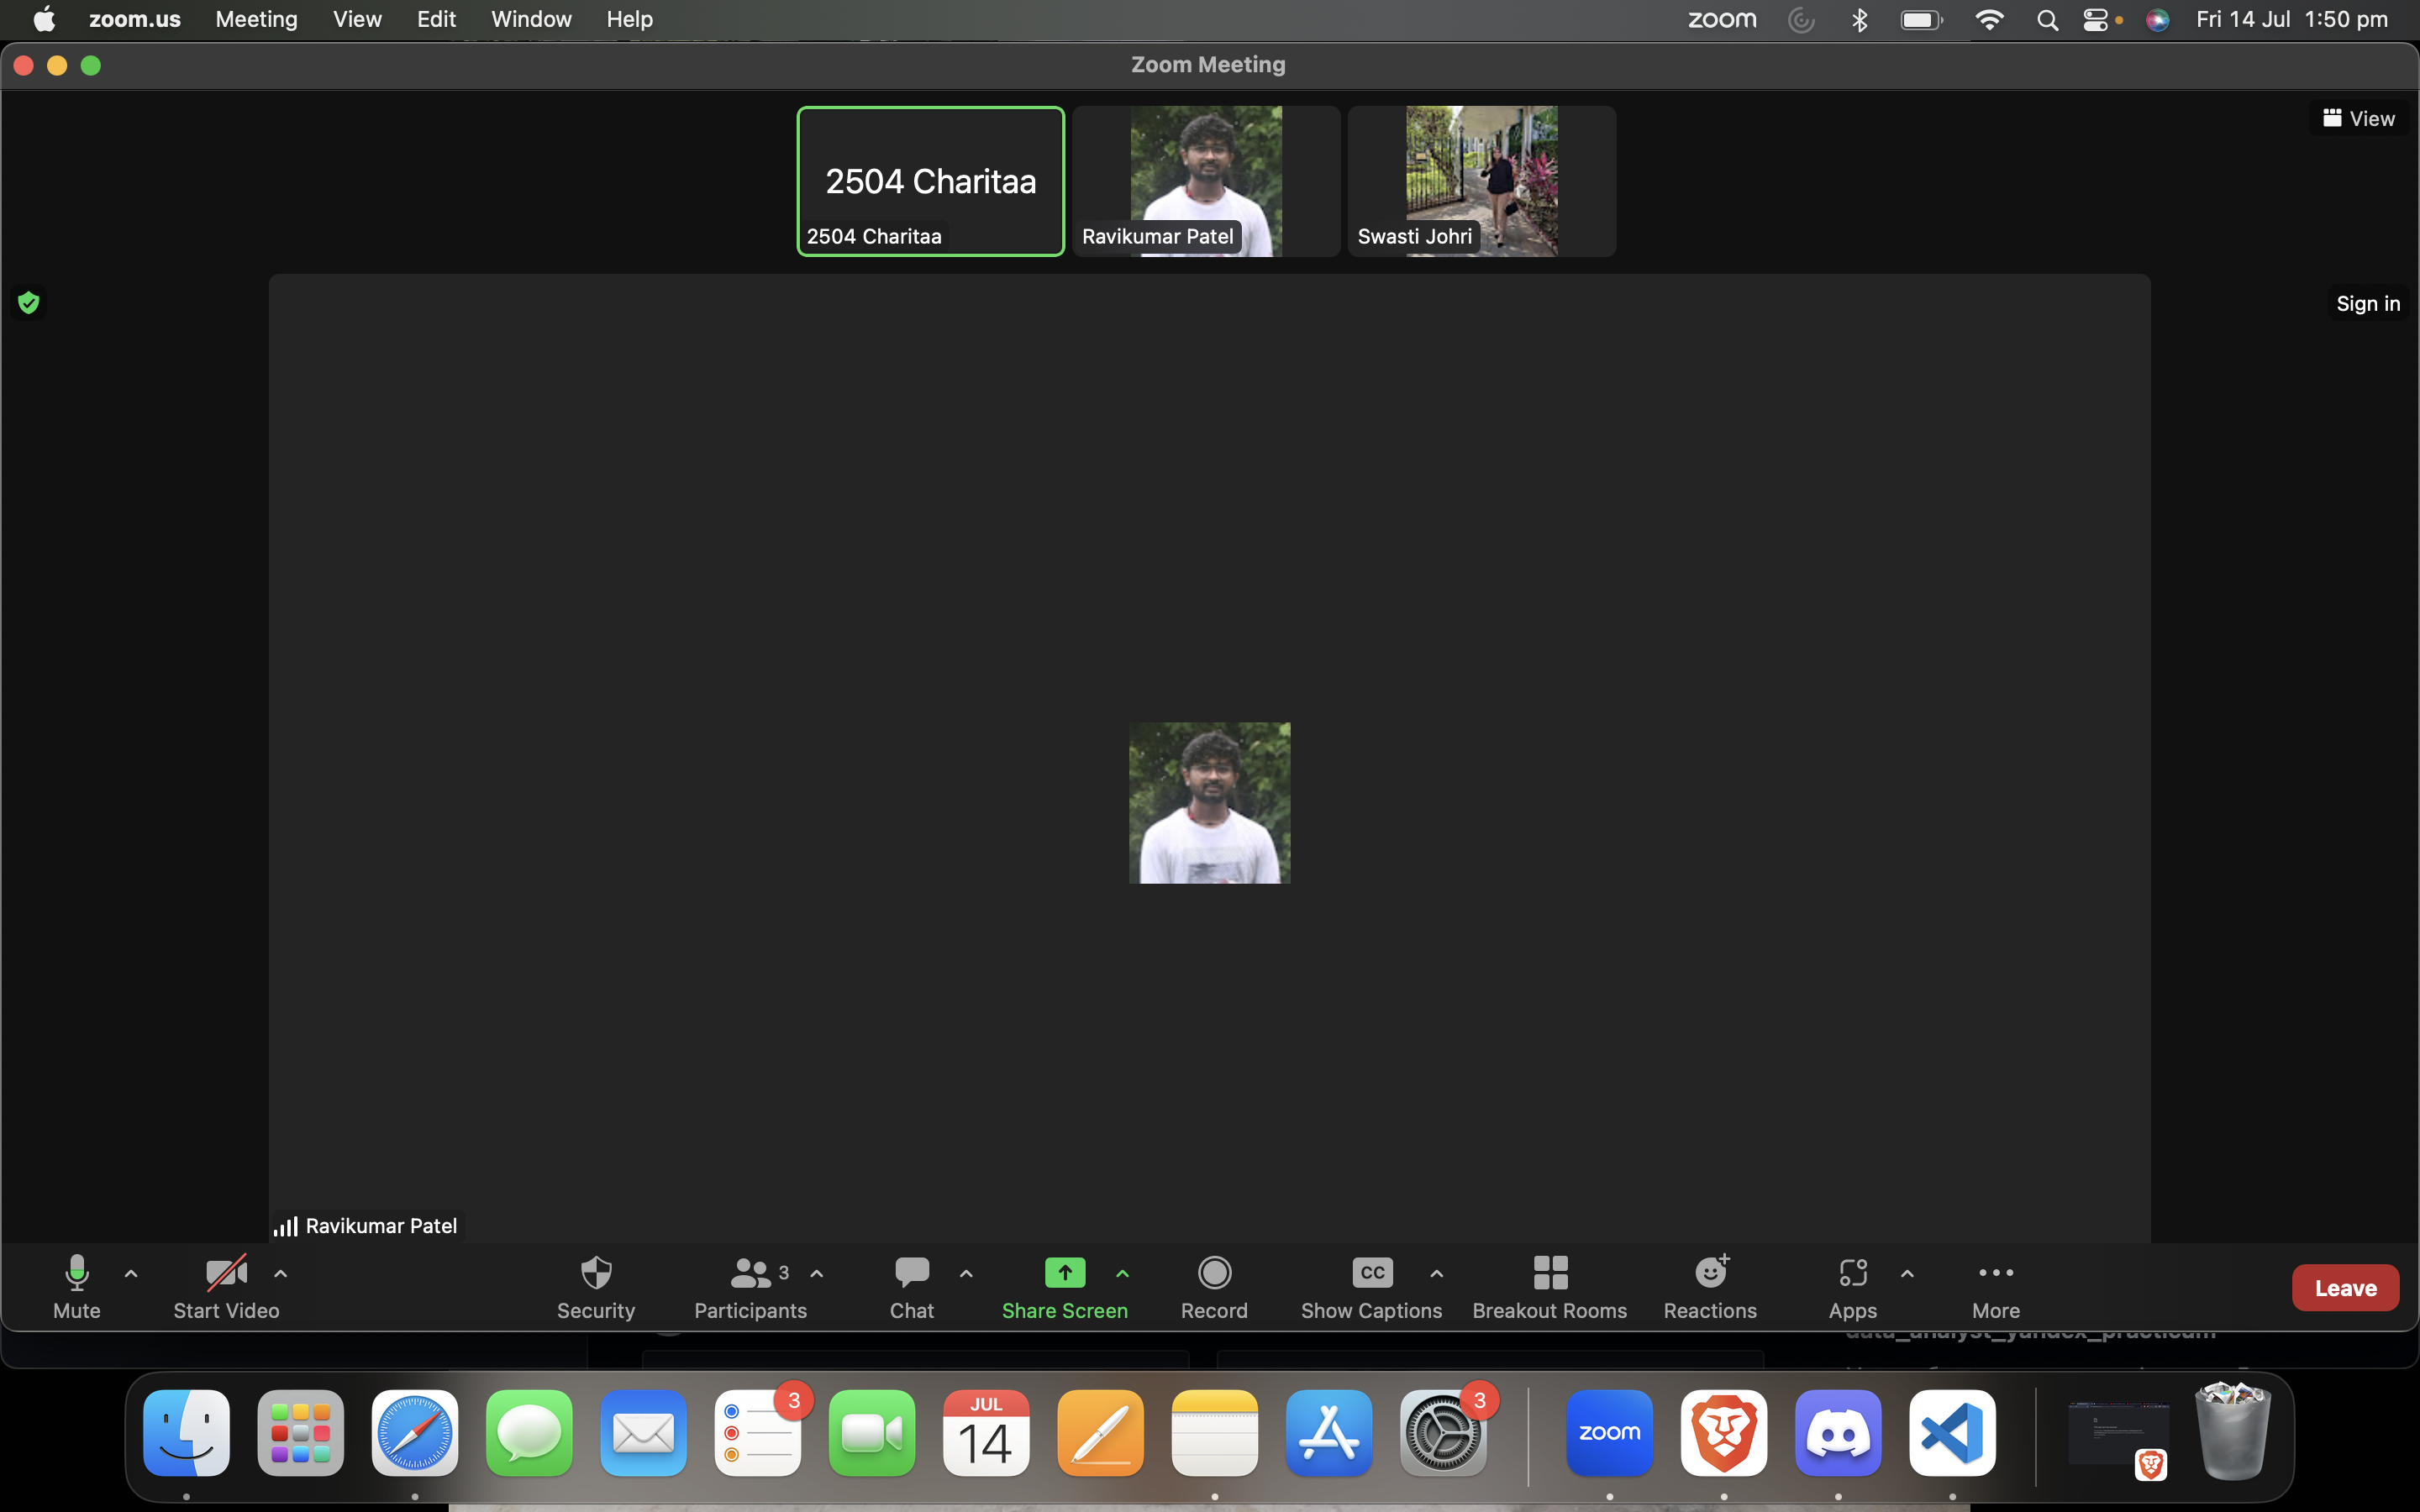 zoom.us Meeting View Edit Window Help zoom Fri 14 Jul 1:50 pm
Zoom Meeting
View
2504 Charitaa
2504 Charitaa Ravikumar Patel Swasti Johri
Sign in
Ravikumar Patel
3
Mute Start Video Security Participants Chat Share Screen Record CC Show Captions Breakout Rooms Reactions Apps More Leave
data_analyst_yandex_practicum
3 JUL 3
14 zoom